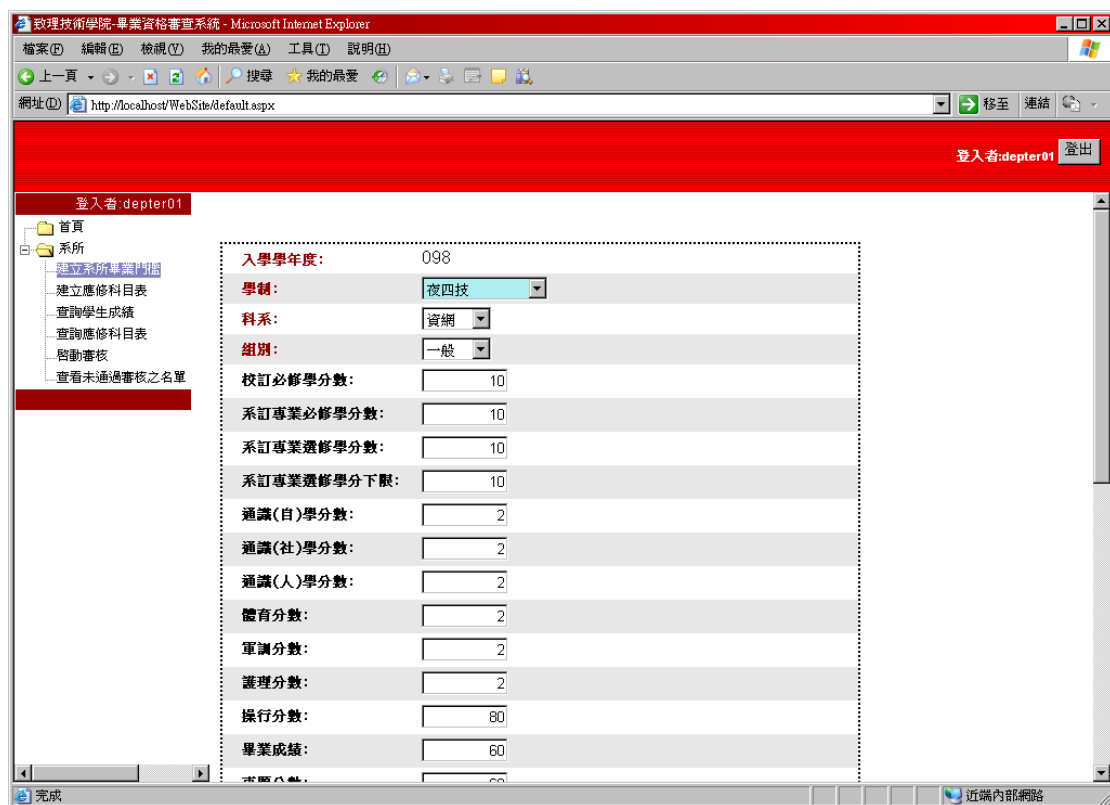 致理技術學院-畢業資格審查系統 - Microsoft Internet Explorer
檔案(F) 編輯(E) 檢視(V) 我的最愛(A) 工具(T) 說明(H)
上一頁 搜尋 我的最愛
網址(D) http://localhost/WebSite/default.aspx 移至 連結
登入者:depter01 登出
登入者:depter01
首頁
系所
建立系所畢業門檻
建立應修科目表
查詢學生成績
查詢應修科目表
啓動審核
查看未通過審核之名單
入學學年度: 098
學制: 夜四技
科系: 資網
組別: 一般
校訂必修學分數: 10
系訂專業必修學分數: 10
系訂專業選修學分數: 10
系訂專業選修學分下限: 10
通識(自)學分數: 2
通識(社)學分數: 2
通識(人)學分數: 2
體育分數: 2
軍訓分數: 2
護理分數: 2
操行分數: 80
畢業成績: 60
完成 近端內部網路